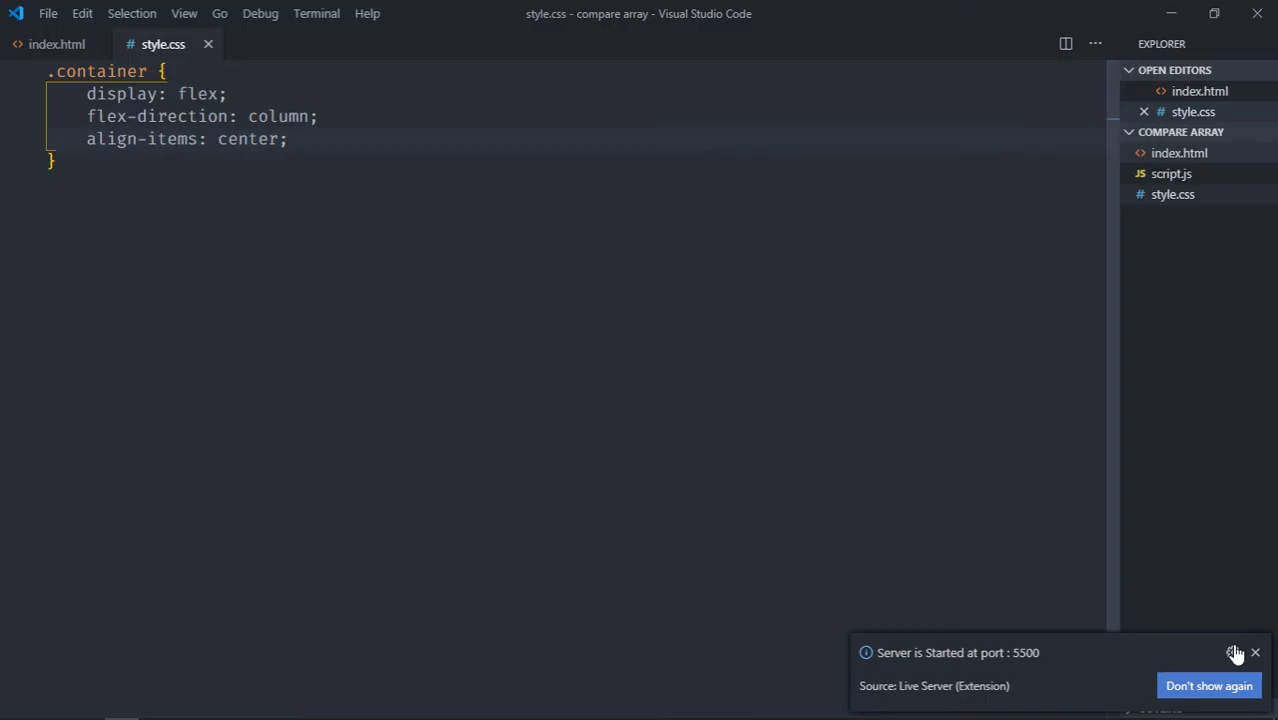 File Edit Selection View Go Debug Terminal Help
style.css - compare array - Visual Studio Code
index.html
style.css
EXPLORER
.container {
display: flex;
flex-direction: column;
align-items: center;
}
OPEN EDITORS
index.html
style.css
COMPARE ARRAY
index.html
JS script.js
style.css
Server is Started at port : 5500
Source: Live Server (Extension)
Don't show again